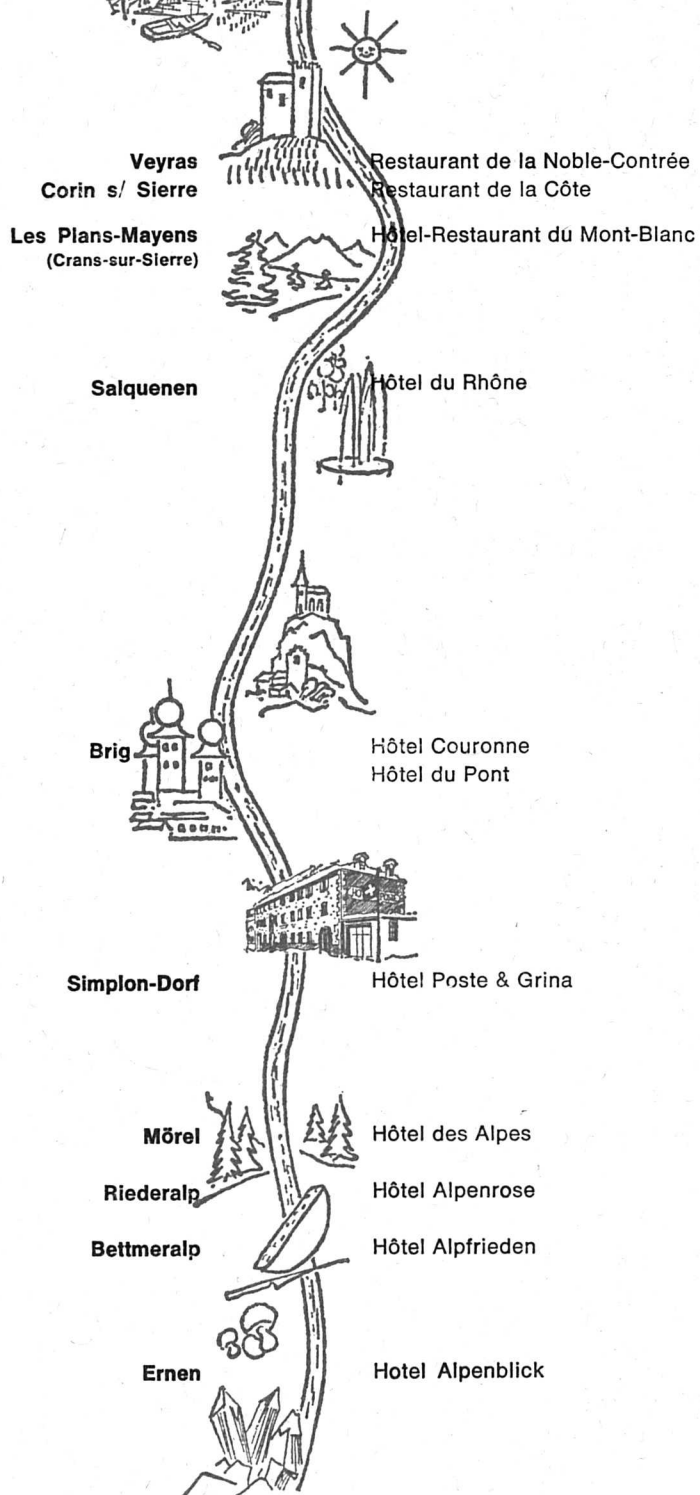 Veyras Restaurant de la Noble-Contrée
Corin s/ Sierre Restaurant de la Côte
Les Plans-Mayens Hôtel-Restaurant du Mont-Blanc
(Crans-sur-Sierre)
Salquenen Hôtel du Rhône
Brig Hôtel Couronne
Hôtel du Pont
Simplon-Dorf Hôtel Poste & Grina
Mörel Hôtel des Alpes
Riederalp Hôtel Alpenrose
Bettmeralp Hôtel Alpfrieden
Ernen Hotel Alpenblick